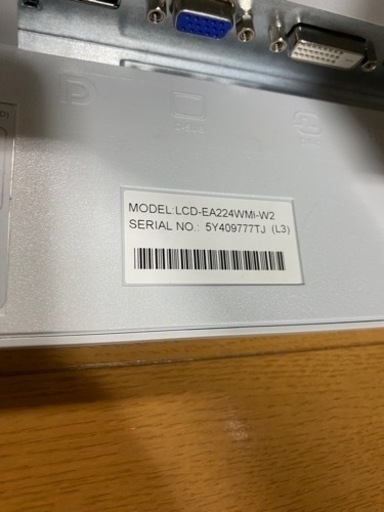 MODEL:LCD-EA224WMI-W2
SERIAL NO.: 5Y409777TJ (L3)